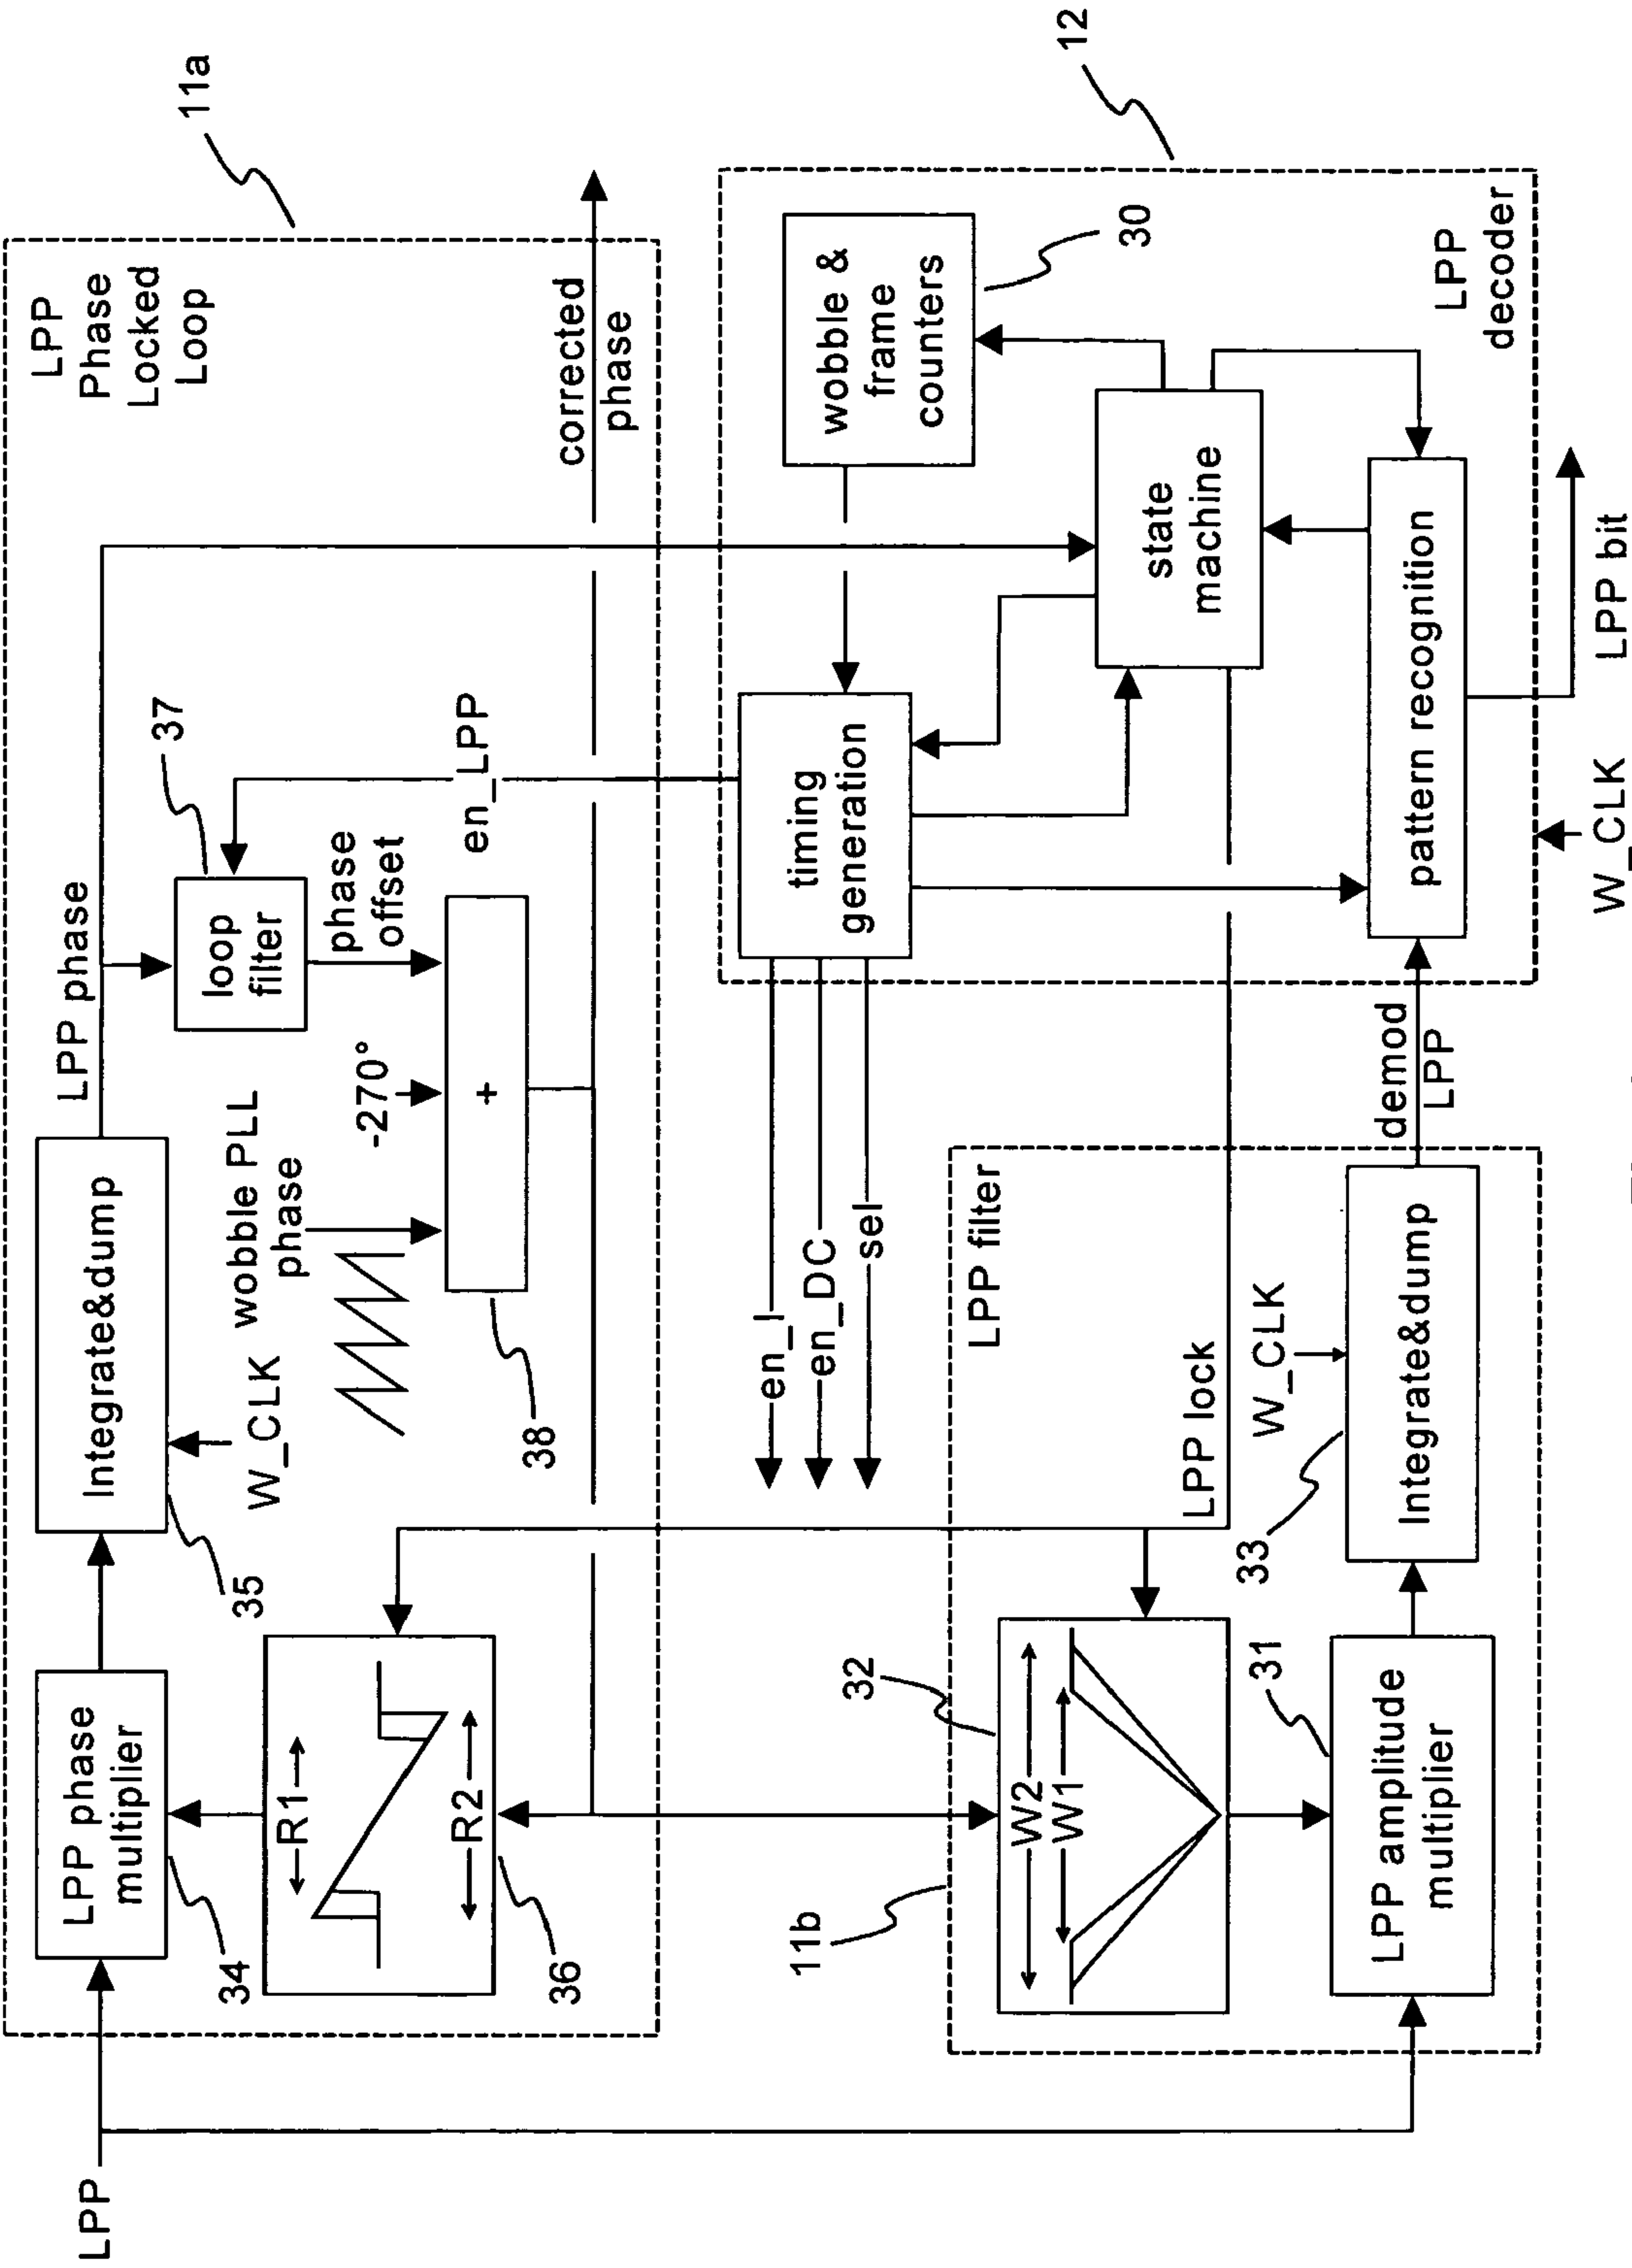 LPP
LPP phase
multiplier
34
Integrate&dump
35
W_CLK
LPP phase
LPP
Phase
Locked
Loop
11a
R1
R2
36
wobble PLL
phase
-270°
+
38
loop
filter
37
phase
offset
en_LPP
corrected
phase
en_I
en_DC
sel
timing
generation
wobble &
frame
counters
30
12
state
machine
LPP
decoder
pattern recognition
LPP bit
W_CLK
LPP lock
LPP filter
11b
W2
W1
32
LPP amplitude
multiplier
31
Integrate&dump
33
W_CLK
demod
LPP